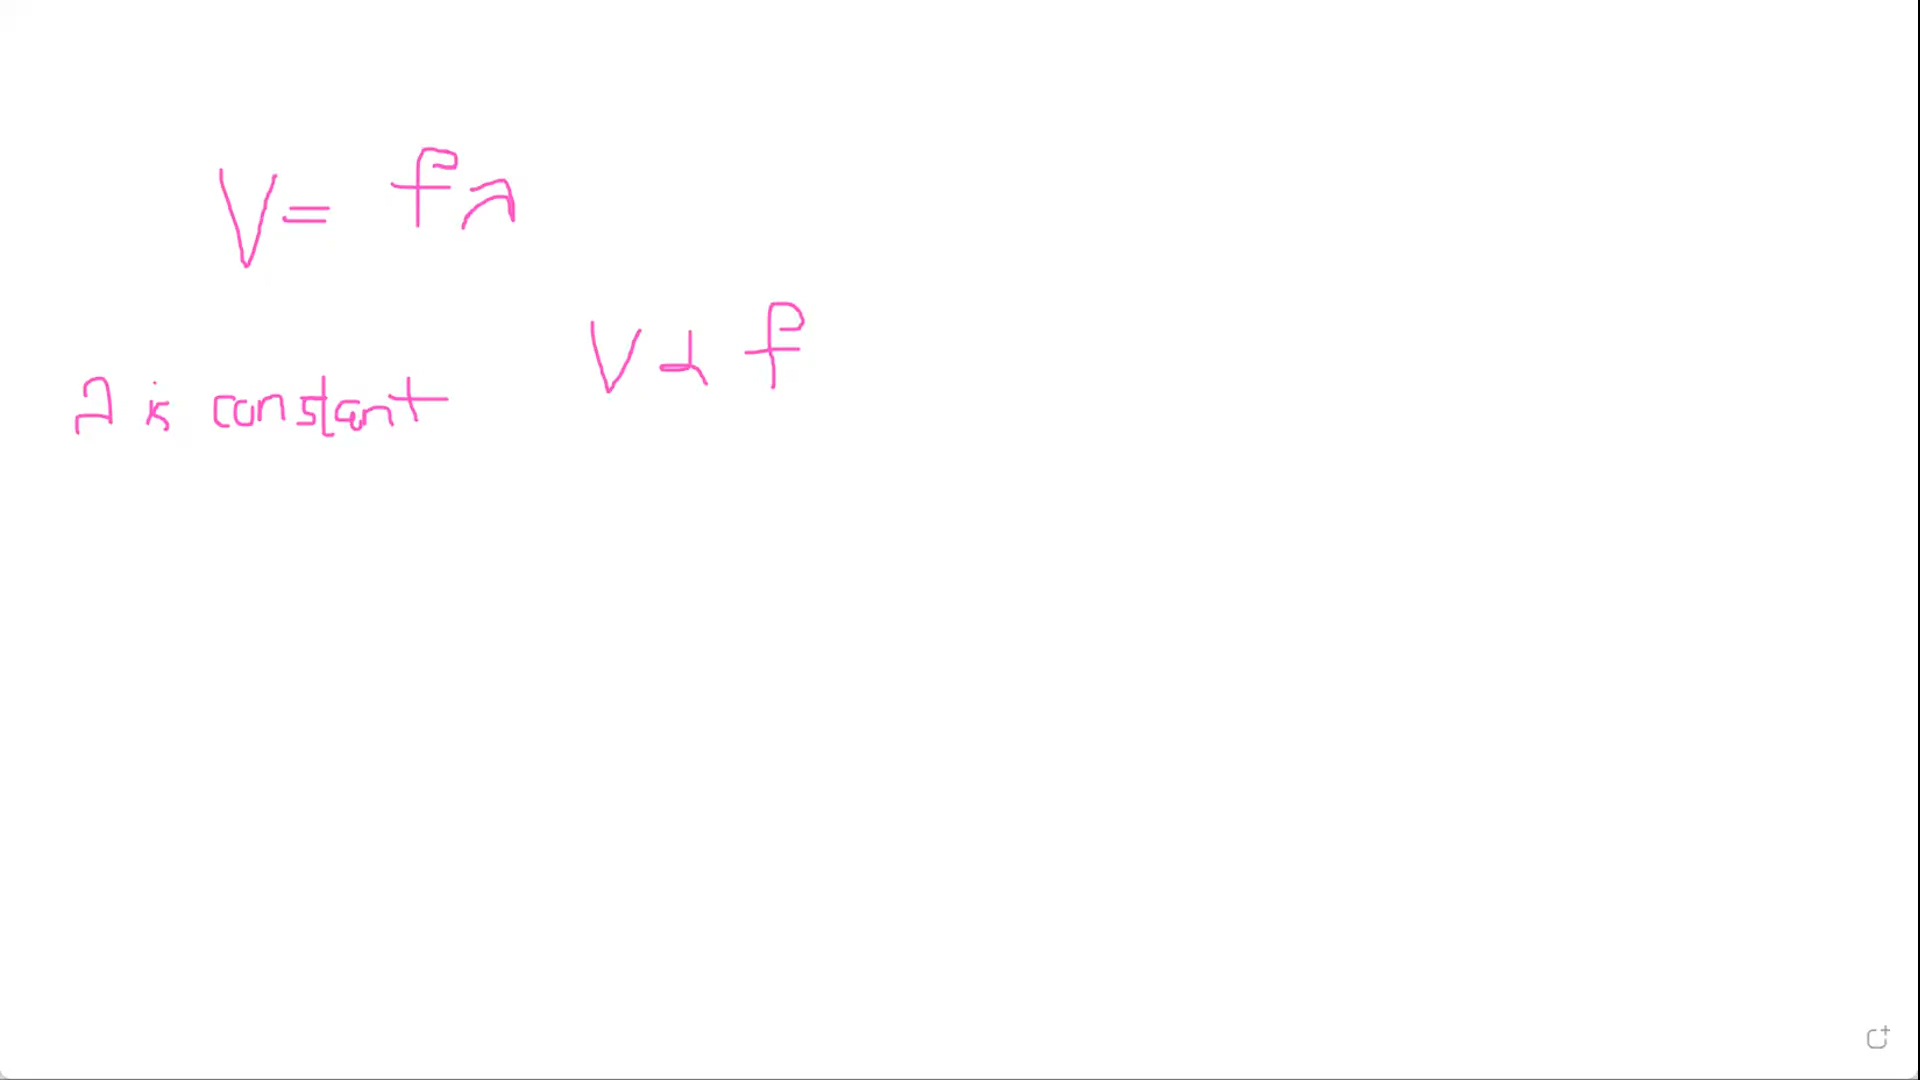 V= fλ
V α f
λ is constant